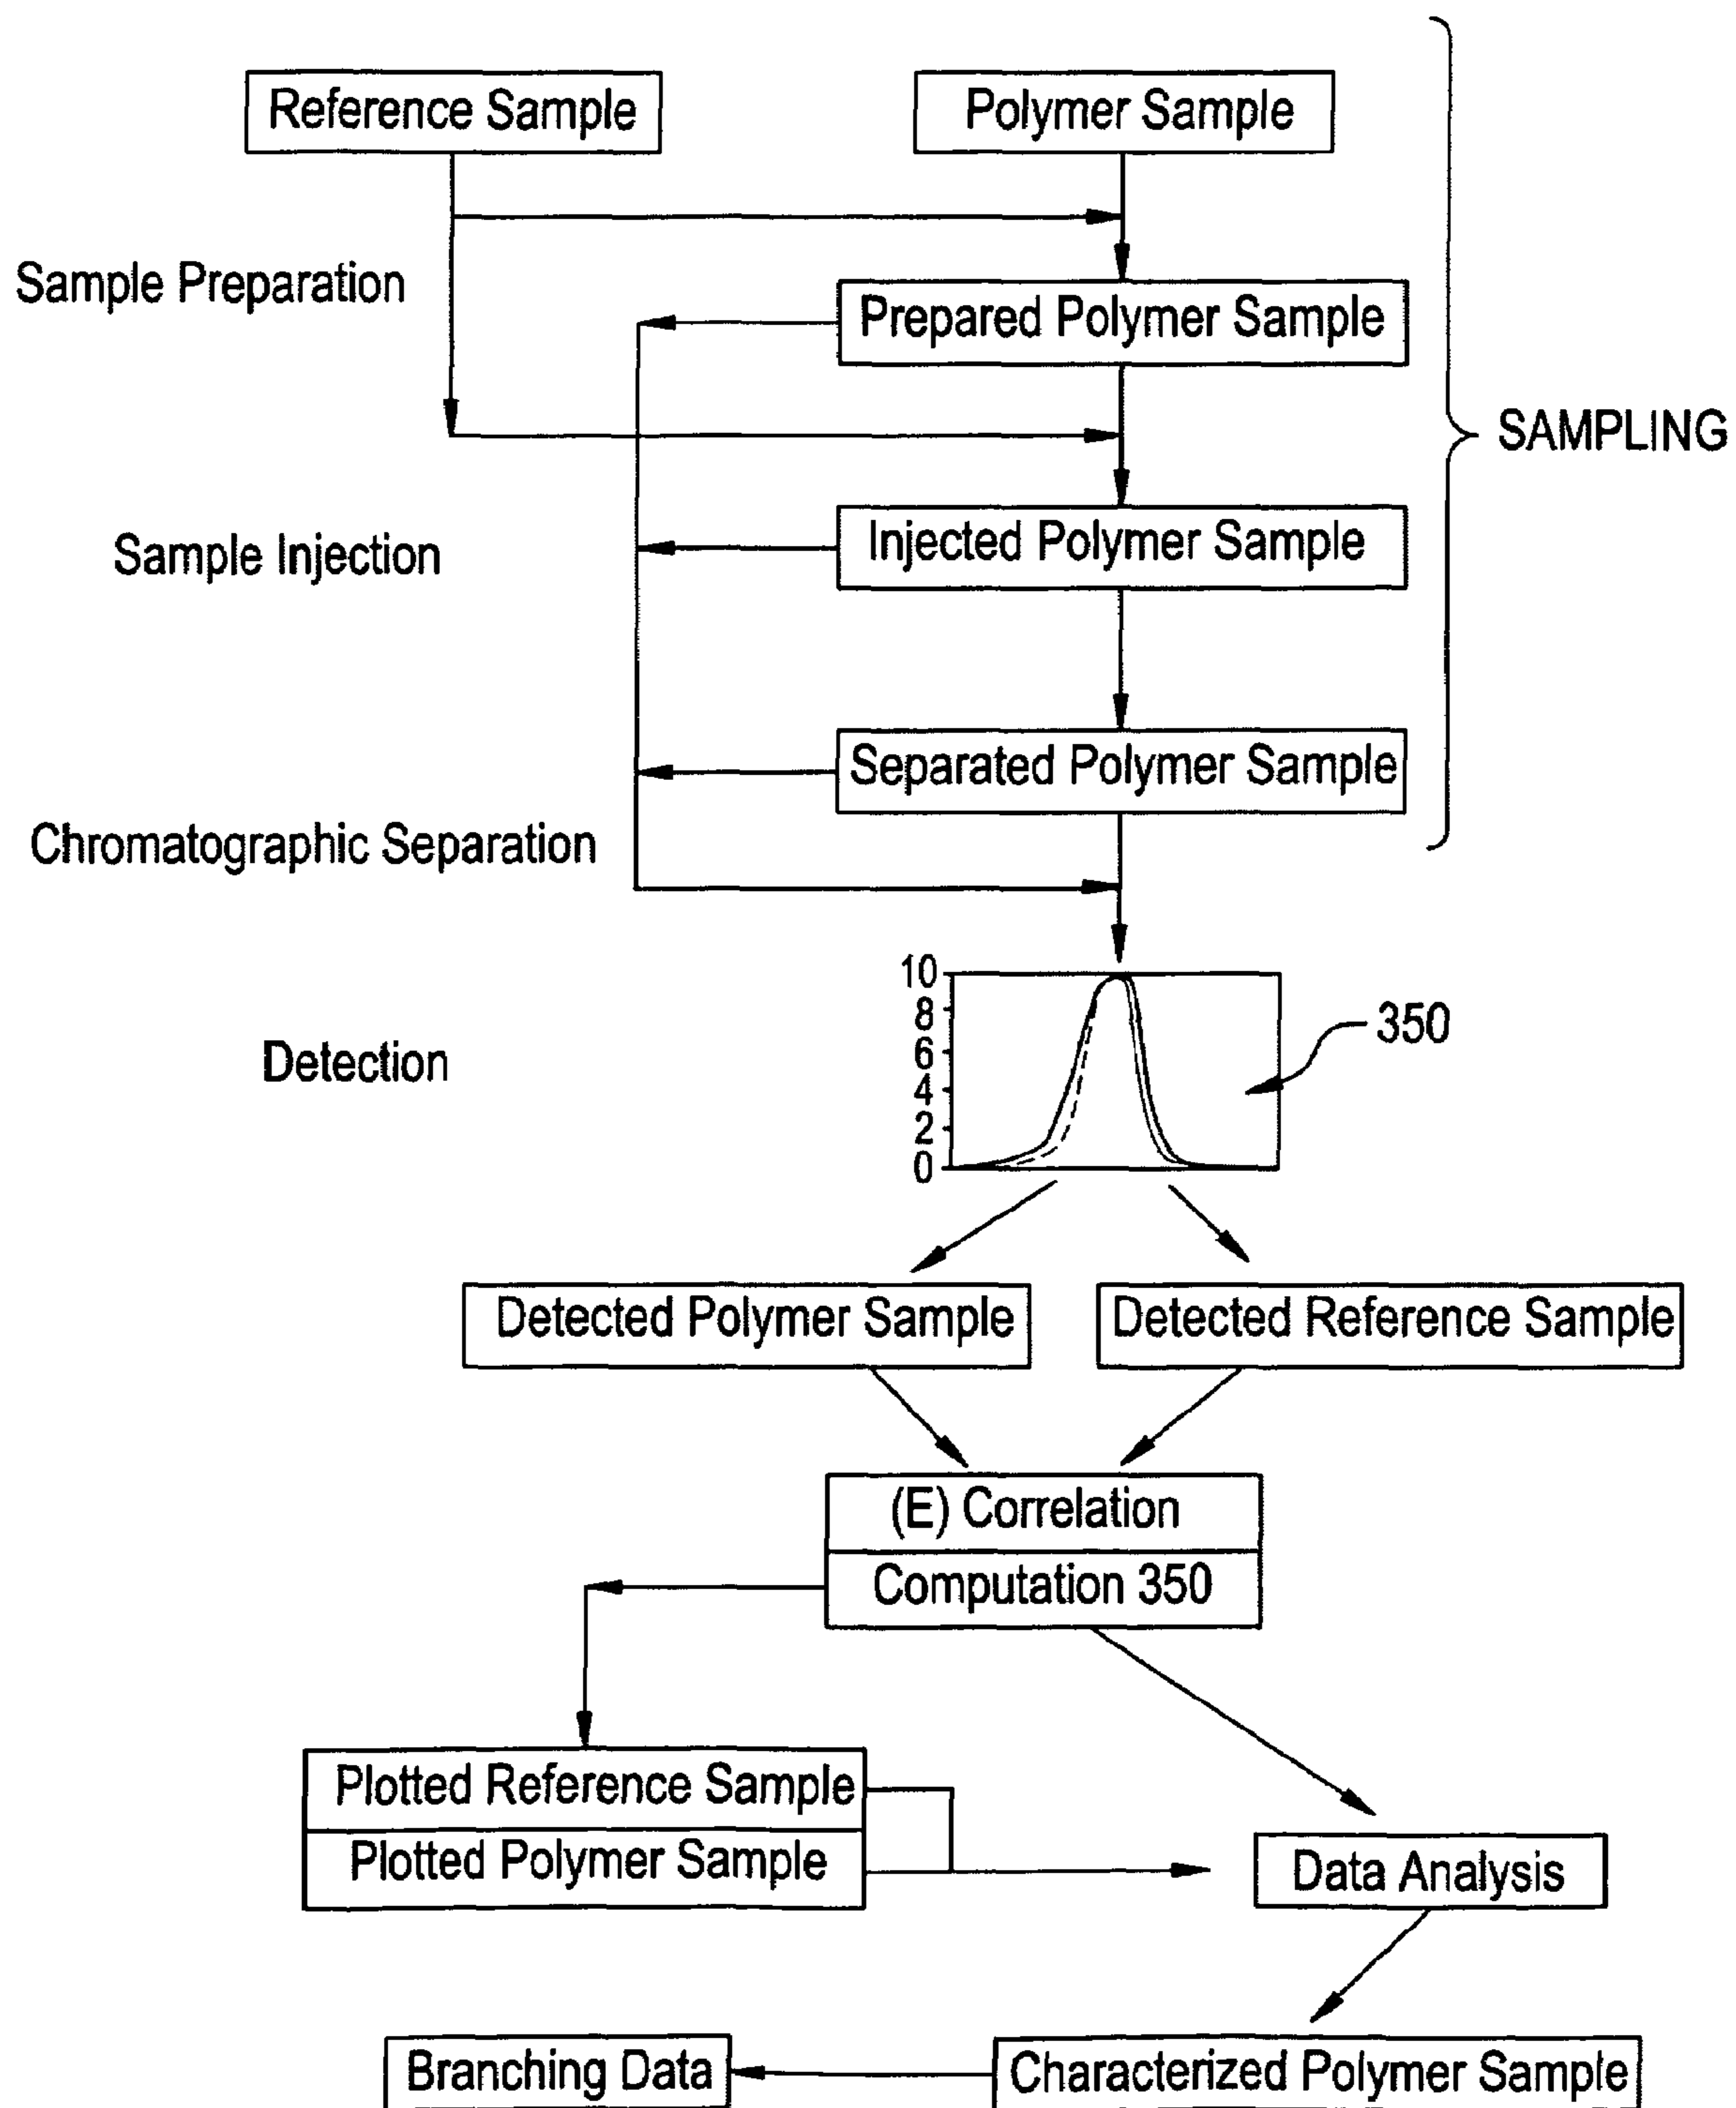 Reference Sample
Polymer Sample
Sample Preparation
Prepared Polymer Sample
SAMPLING
Sample Injection
Injected Polymer Sample
Separated Polymer Sample
Chromatographic Separation
Detection
10
8
6
4
2
0
350
Detected Polymer Sample
Detected Reference Sample
(E) Correlation
Computation 350
Plotted Reference Sample
Plotted Polymer Sample
Data Analysis
Branching Data
Characterized Polymer Sample